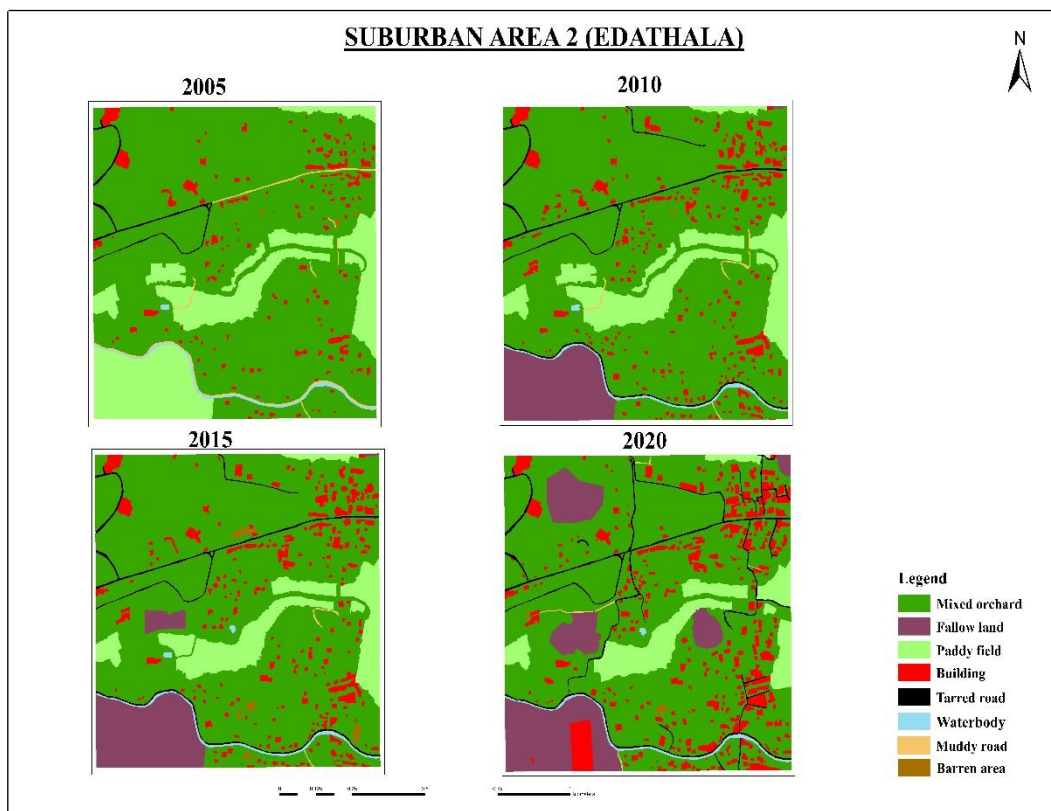 SUBURBAN AREA 2 (EDATHALA)
N
2005
2010
2015
2020
Legend
Mixed orchard
Fallow land
Paddy field
Building
Tarred road
Waterbody
Muddy road
Barren area